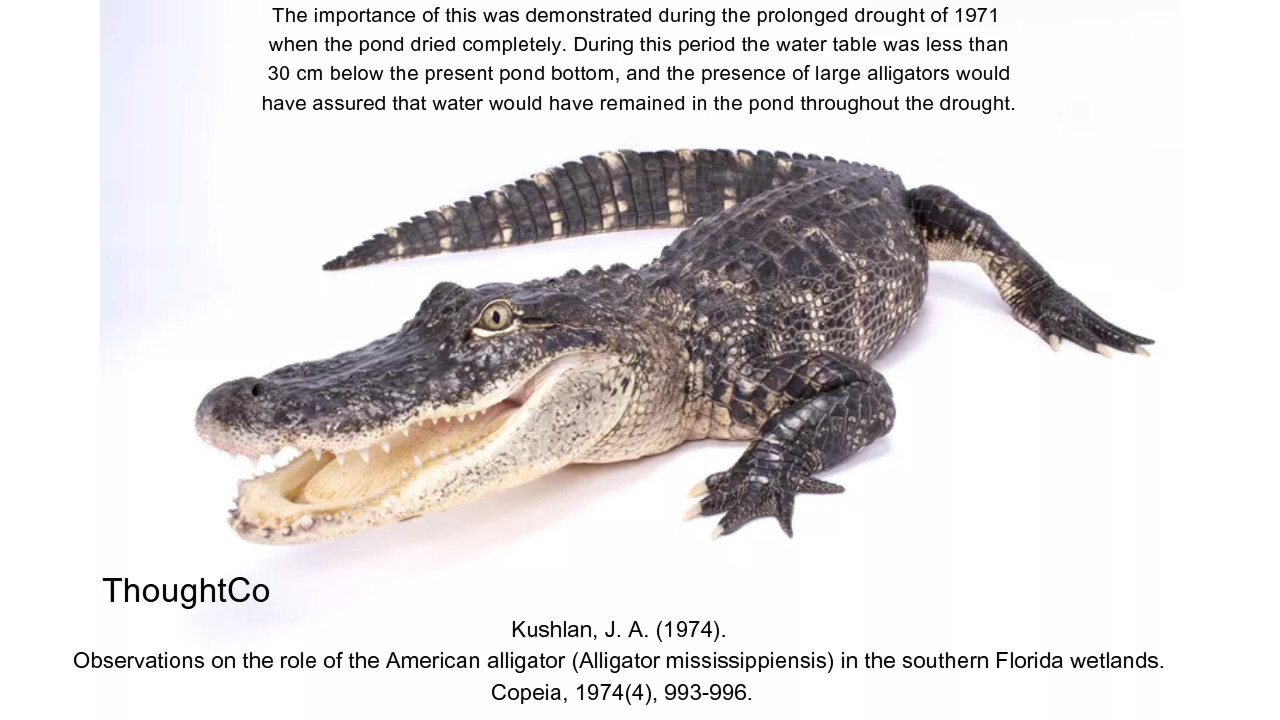 The importance of this was demonstrated during the prolonged drought of 1971
when the pond dried completely. During this period the water table was less than
30 cm below the present pond bottom, and the presence of large alligators would
have assured that water would have remained in the pond throughout the drought.
ThoughtCo
Kushlan, J. A. (1974).
Observations on the role of the American alligator (Alligator mississippiensis) in the southern Florida wetlands.
Copeia, 1974(4), 993-996.